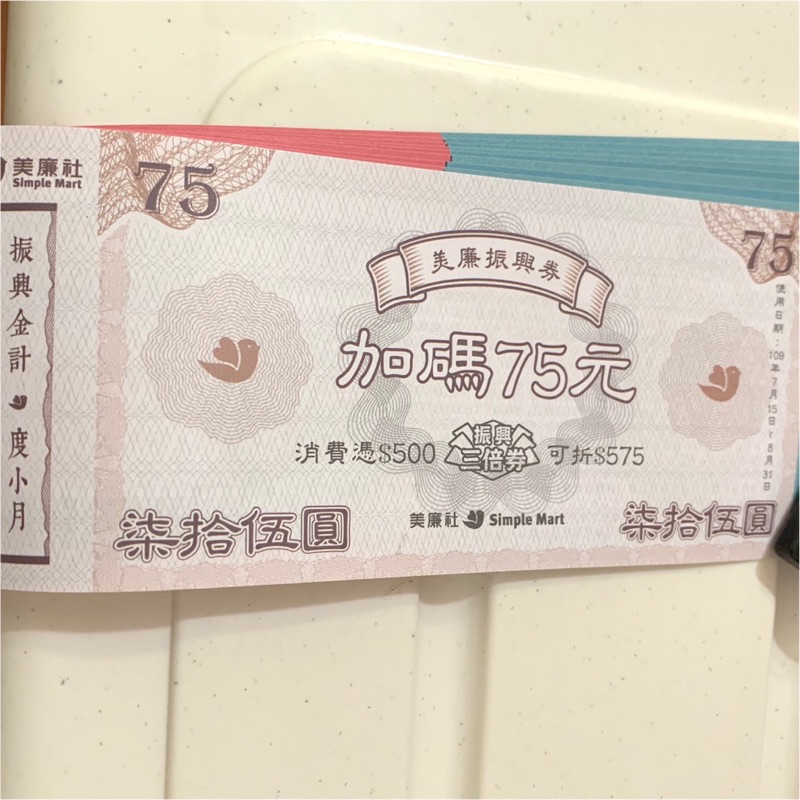 美廉社
Simple Mart
振興金計 度小月
75
75
美廉振興券
加碼75元
消費憑$500 振興三倍券 可折$575
美廉社 Simple Mart
柒拾伍圓
柒拾伍圓
使用日期：109年7月15日~8月31日